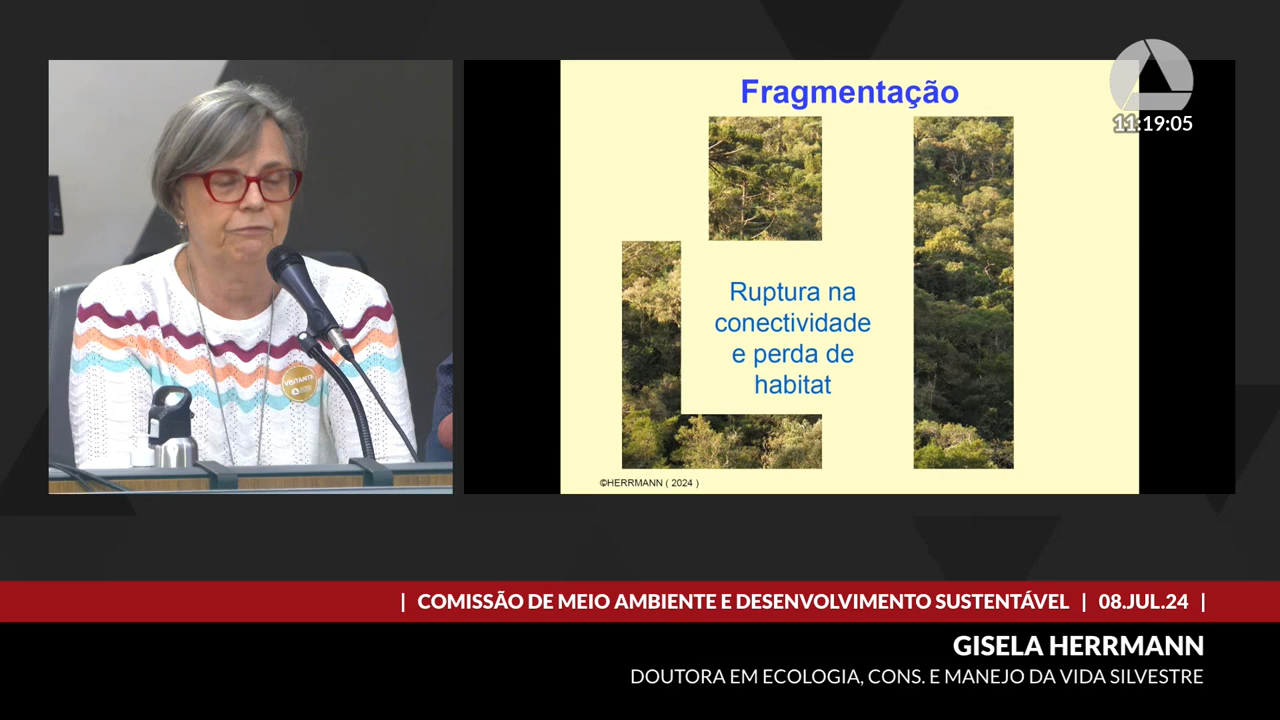 Fragmentação
11:19:05
Ruptura na
conectividade
e perda de
habitat
©HERRMANN ( 2024 )
VISITANTE
| COMISSÃO DE MEIO AMBIENTE E DESENVOLVIMENTO SUSTENTÁVEL | 08.JUL.24 |
GISELA HERRMANN
DOUTORA EM ECOLOGIA, CONS. E MANEJO DA VIDA SILVESTRE